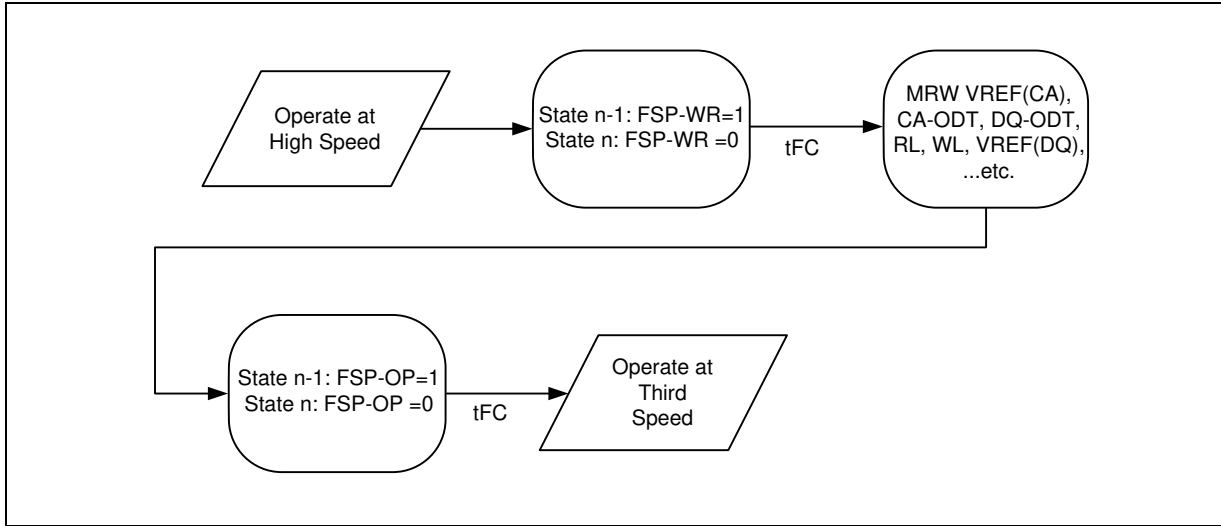 Operate at
High Speed
State n-1: FSP-WR=1
State n: FSP-WR =0
tFC
MRW VREF(CA),
CA-ODT, DQ-ODT,
RL, WL, VREF(DQ),
...etc.
State n-1: FSP-OP=1
State n: FSP-OP =0
tFC
Operate at
Third
Speed